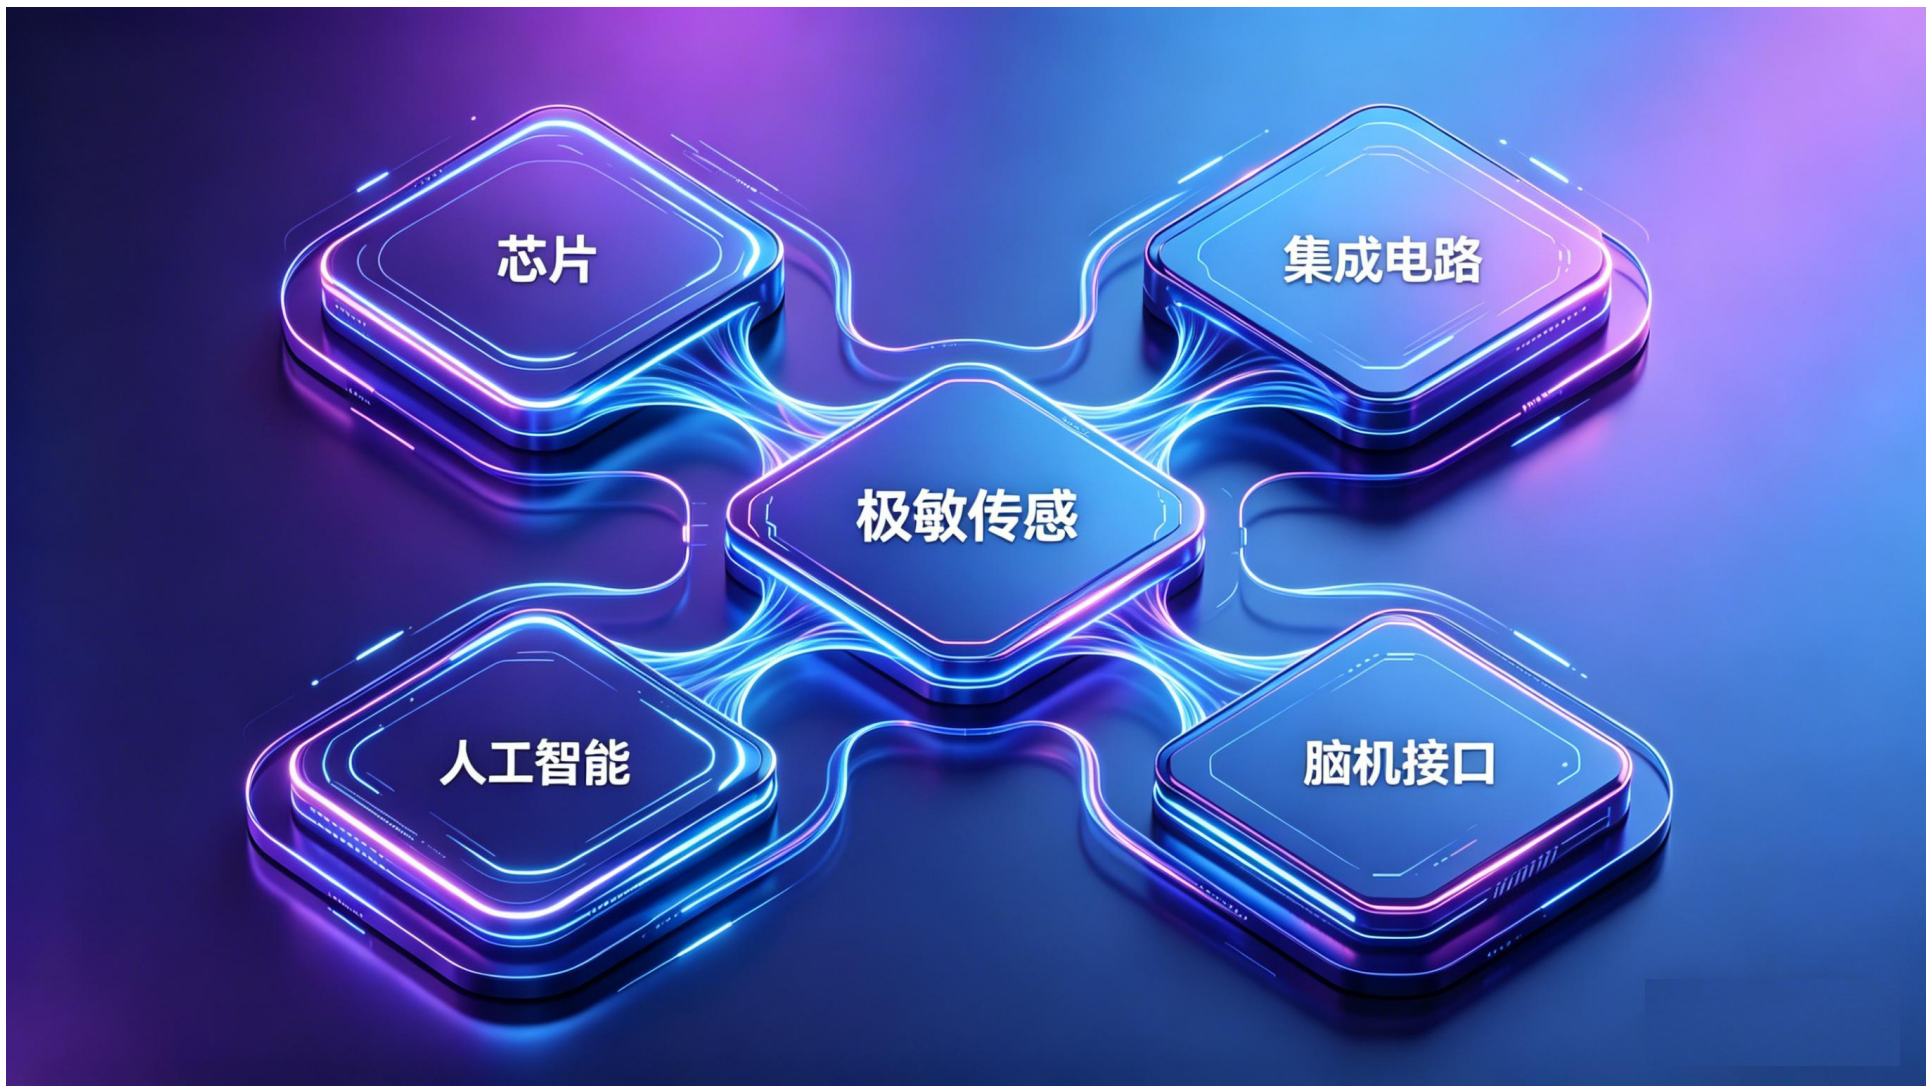 芯片
集成电路
极敏传感
人工智能
脑机接口